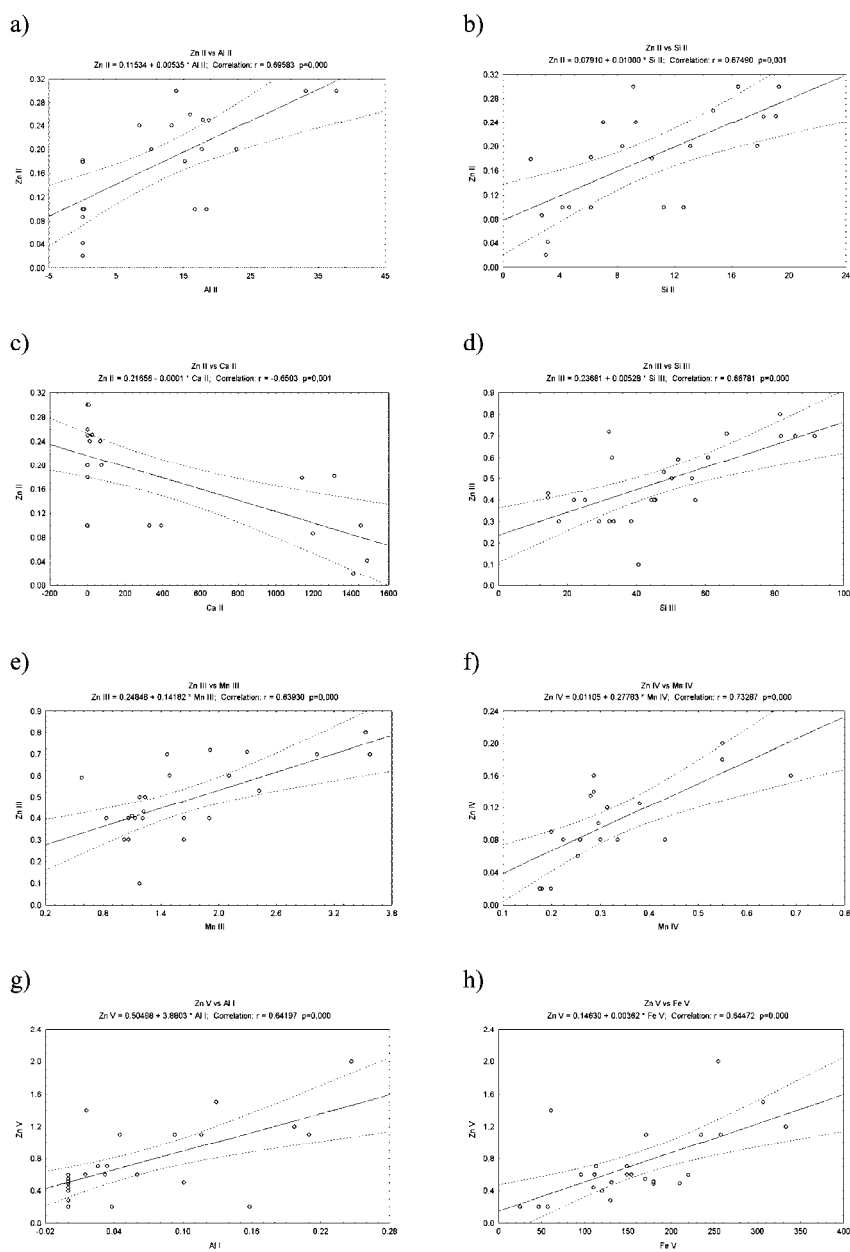 a)
Zn II vs Al II
Zn II = 0.11534 + 0.00535 * Al II; Correlation: r = 0.69583 p=0,000
0.32
0.28
0.24
0.20
0.16
0.12
0.08
0.04
0.00
Zn II
-5 5 15 25 35 45
Al II
b)
Zn II vs Si II
Zn II = 0.07910 + 0.01000 * Si II; Correlation: r = 0.67490 p=0,001
0.32
0.28
0.24
0.20
0.16
0.12
0.08
0.04
0.00
Zn II
0 4 8 12 16 20 24
Si II
c)
Zn II vs Ca II
Zn II = 0.21656 - 0.0001 * Ca II; Correlation: r = -0.6503 p=0,001
0.32
0.28
0.24
0.20
0.16
0.12
0.08
0.04
0.00
Zn II
-200 0 200 400 600 800 1000 1200 1400 1600
Ca II
d)
Zn III vs Si III
Zn III = 0.23681 + 0.00528 * Si III; Correlation: r = 0.66781 p=0.000
0.9
0.8
0.7
0.6
0.5
0.4
0.3
0.2
0.1
0.0
Zn III
0 20 40 60 80 100
Si III
e)
Zn III vs Mn III
Zn III = 0.24846 + 0.14182 * Mn III; Correlation: r = 0.63930 p=0,000
0.9
0.8
0.7
0.6
0.5
0.4
0.3
0.2
0.1
0.0
Zn III
0.2 0.8 1.4 2.0 2.6 3.2 3.8
Mn III
f)
Zn IV vs Mn IV
Zn IV = 0.01105 + 0.27763 * Mn IV; Correlation: r = 0.73287 p=0,000
0.24
0.20
0.16
0.12
0.08
0.04
0.00
Zn IV
0.1 0.2 0.3 0.4 0.5 0.6 0.7 0.8
Mn IV
g)
Zn V vs Al I
Zn V = 0.50498 + 3.8803 * Al I; Correlation: r = 0.64197 p=0,000
2.4
2.0
1.6
1.2
0.8
0.4
0.0
Zn V
-0.02 0.04 0.10 0.16 0.22 0.28
Al I
h)
Zn V vs Fe V
Zn V = 0.14630 + 0.00362 * Fe V; Correlation: r = 0.64472 p=0.000
2.4
2.0
1.6
1.2
0.8
0.4
0.0
Zn V
0 50 100 150 200 250 300 350 400
Fe V